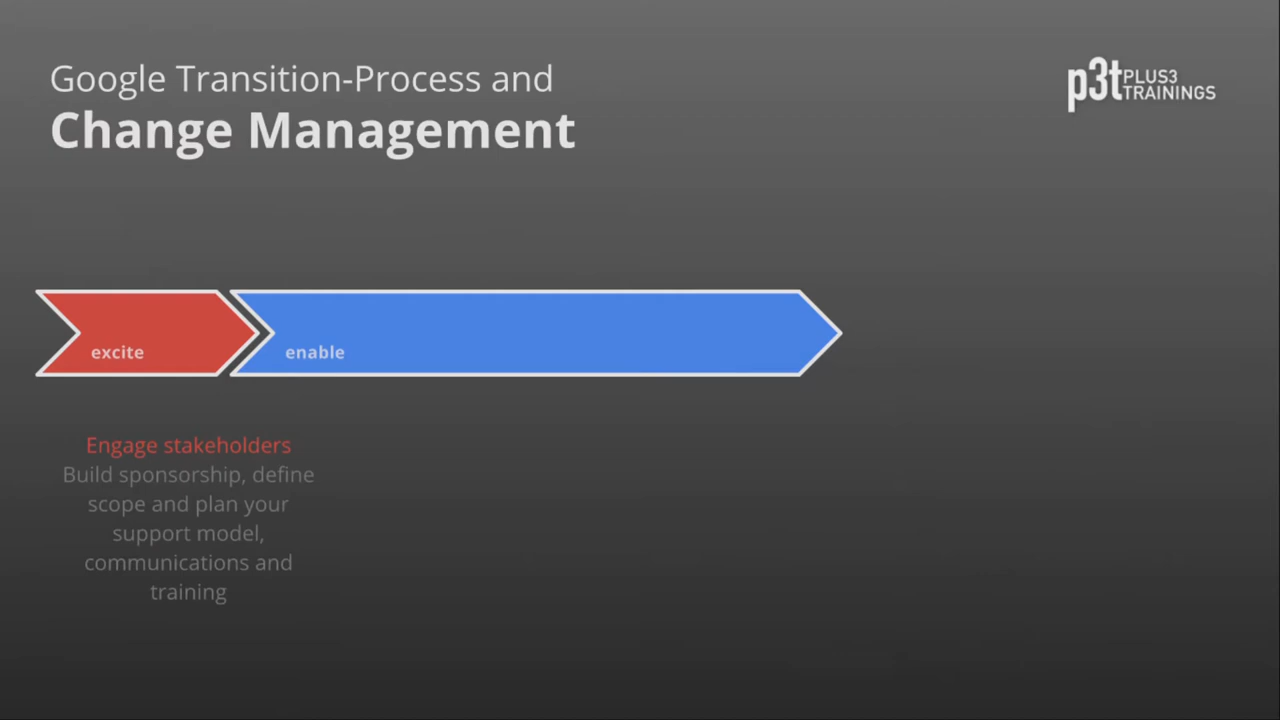 Google Transition-Process and
Change Management
p3t PLUS3
TRAININGS
excite
enable
Engage stakeholders
Build sponsorship, define
scope and plan your
support model,
communications and
training